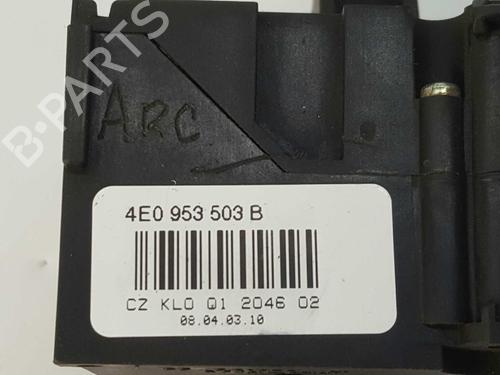 B-PARTS
ARC
4E0 953 503 B
CZ KLO Q1 2046 02
08.04.03.10